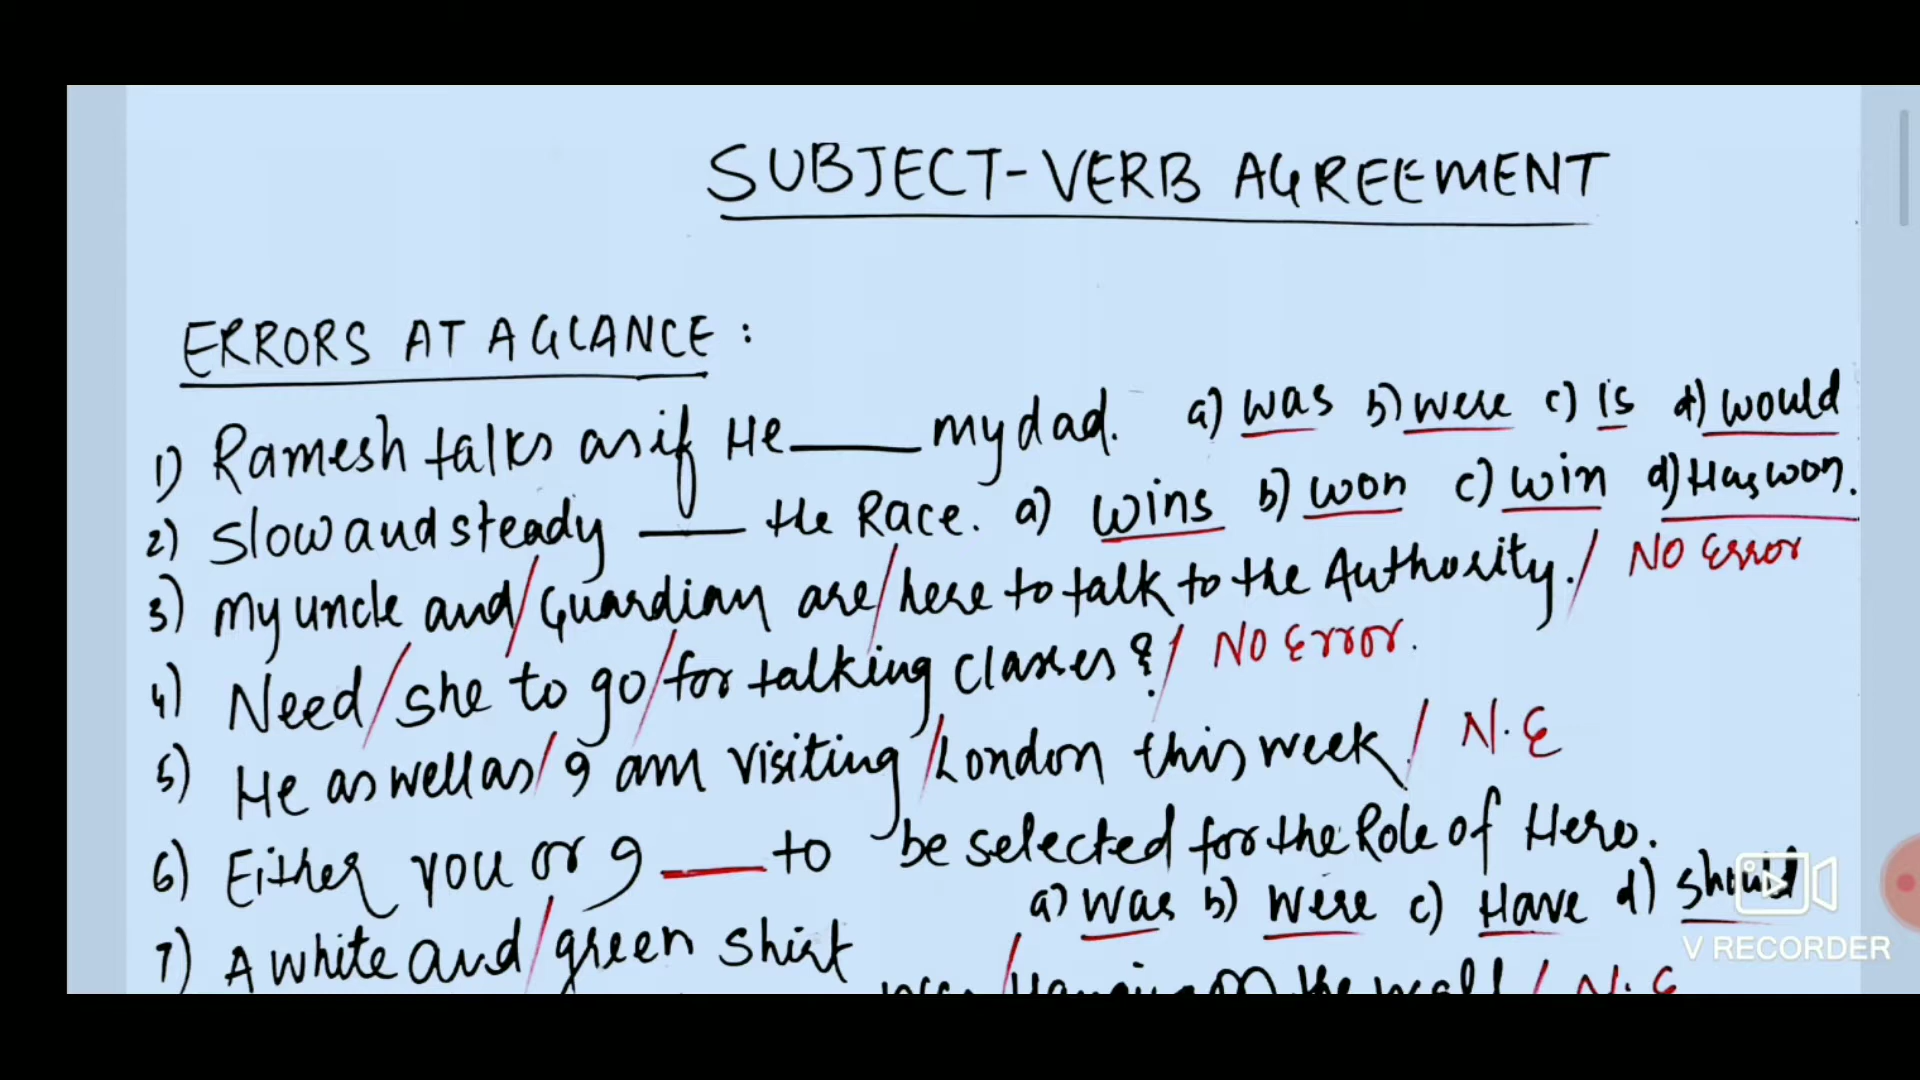 SUBJECT-VERB AGREEMENT
ERRORS AT A GLANCE :
1) Ramesh talks as if He ____ my dad. a) was b) were c) is d) would
2) Slow and steady ____ the Race. a) wins b) won c) win d) Has won.
3) My uncle and / Guardian are / here to talk to the Authority. / NO Error
4) Need / she to go / for talking classes ? / NO Error.
5) He as well as / I am visiting / London this week / N.E
6) Either you or I ____ to be selected for the Role of Hero.
a) was b) were c) Have d) should
7) A white and / green shirt
/ Hanging on the wall / N.E
V RECORDER